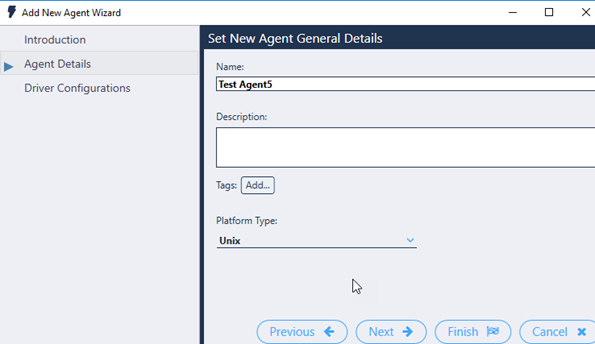 Add New Agent Wizard
Introduction
Agent Details
Driver Configurations
Set New Agent General Details
Name:
Test Agent5
Description:
Tags: Add...
Platform Type:
Unix
Previous Next Finish Cancel